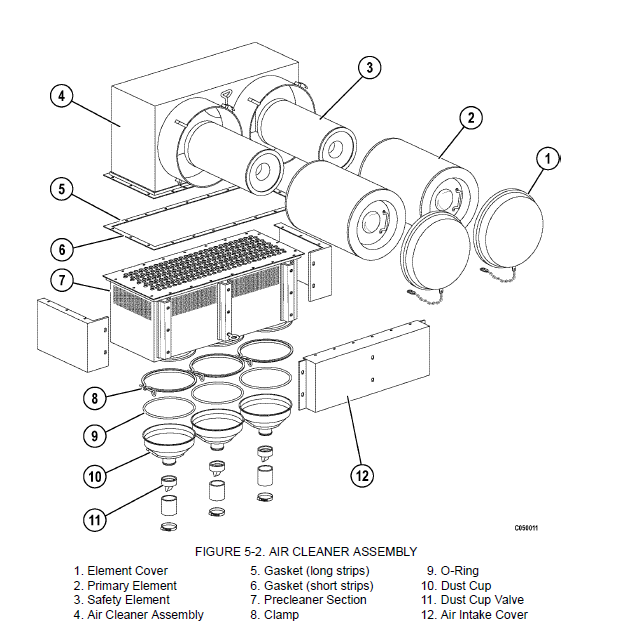 3
4
2
1
5
6
7
8
9
10
12
11
C050011
FIGURE 5-2. AIR CLEANER ASSEMBLY
1. Element Cover
2. Primary Element
3. Safety Element
4. Air Cleaner Assembly
5. Gasket (long strips)
6. Gasket (short strips)
7. Precleaner Section
8. Clamp
9. O-Ring
10. Dust Cup
11. Dust Cup Valve
12. Air Intake Cover